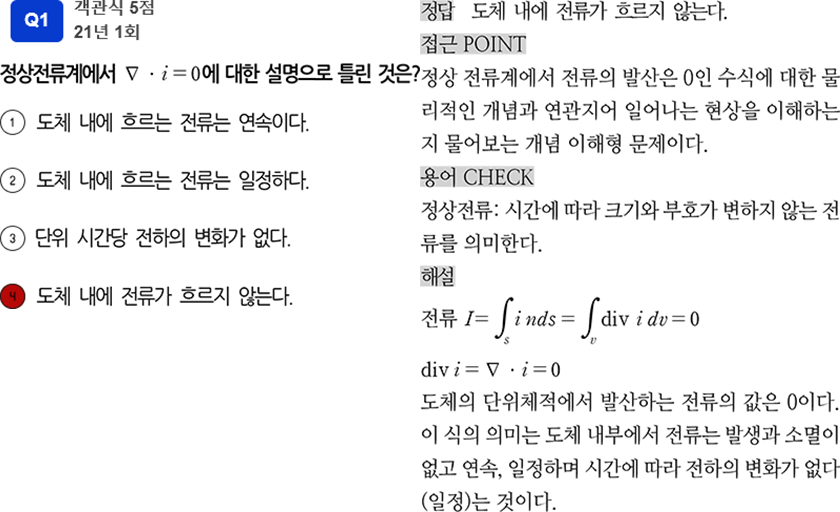 Q1
객관식 5점
21년 1회
정상전류계에서 ∇ · i = 0에 대한 설명으로 틀린 것은?
① 도체 내에 흐르는 전류는 연속이다.
② 도체 내에 흐르는 전류는 일정하다.
③ 단위 시간당 전하의 변화가 없다.
④ 도체 내에 전류가 흐르지 않는다.
정답 도체 내에 전류가 흐르지 않는다.
접근 POINT
정상 전류계에서 전류의 발산은 0인 수식에 대한 물
리적인 개념과 연관지어 일어나는 현상을 이해하는
지 물어보는 개념 이해형 문제이다.
용어 CHECK
정상전류: 시간에 따라 크기와 부호가 변하지 않는 전
류를 의미한다.
해설
전류 I = ∫s i nds = ∫v div i dv = 0
div i = ∇ · i = 0
도체의 단위체적에서 발산하는 전류의 값은 0이다.
이 식의 의미는 도체 내부에서 전류는 발생과 소멸이
없고 연속, 일정하며 시간에 따라 전하의 변화가 없다
(일정)는 것이다.